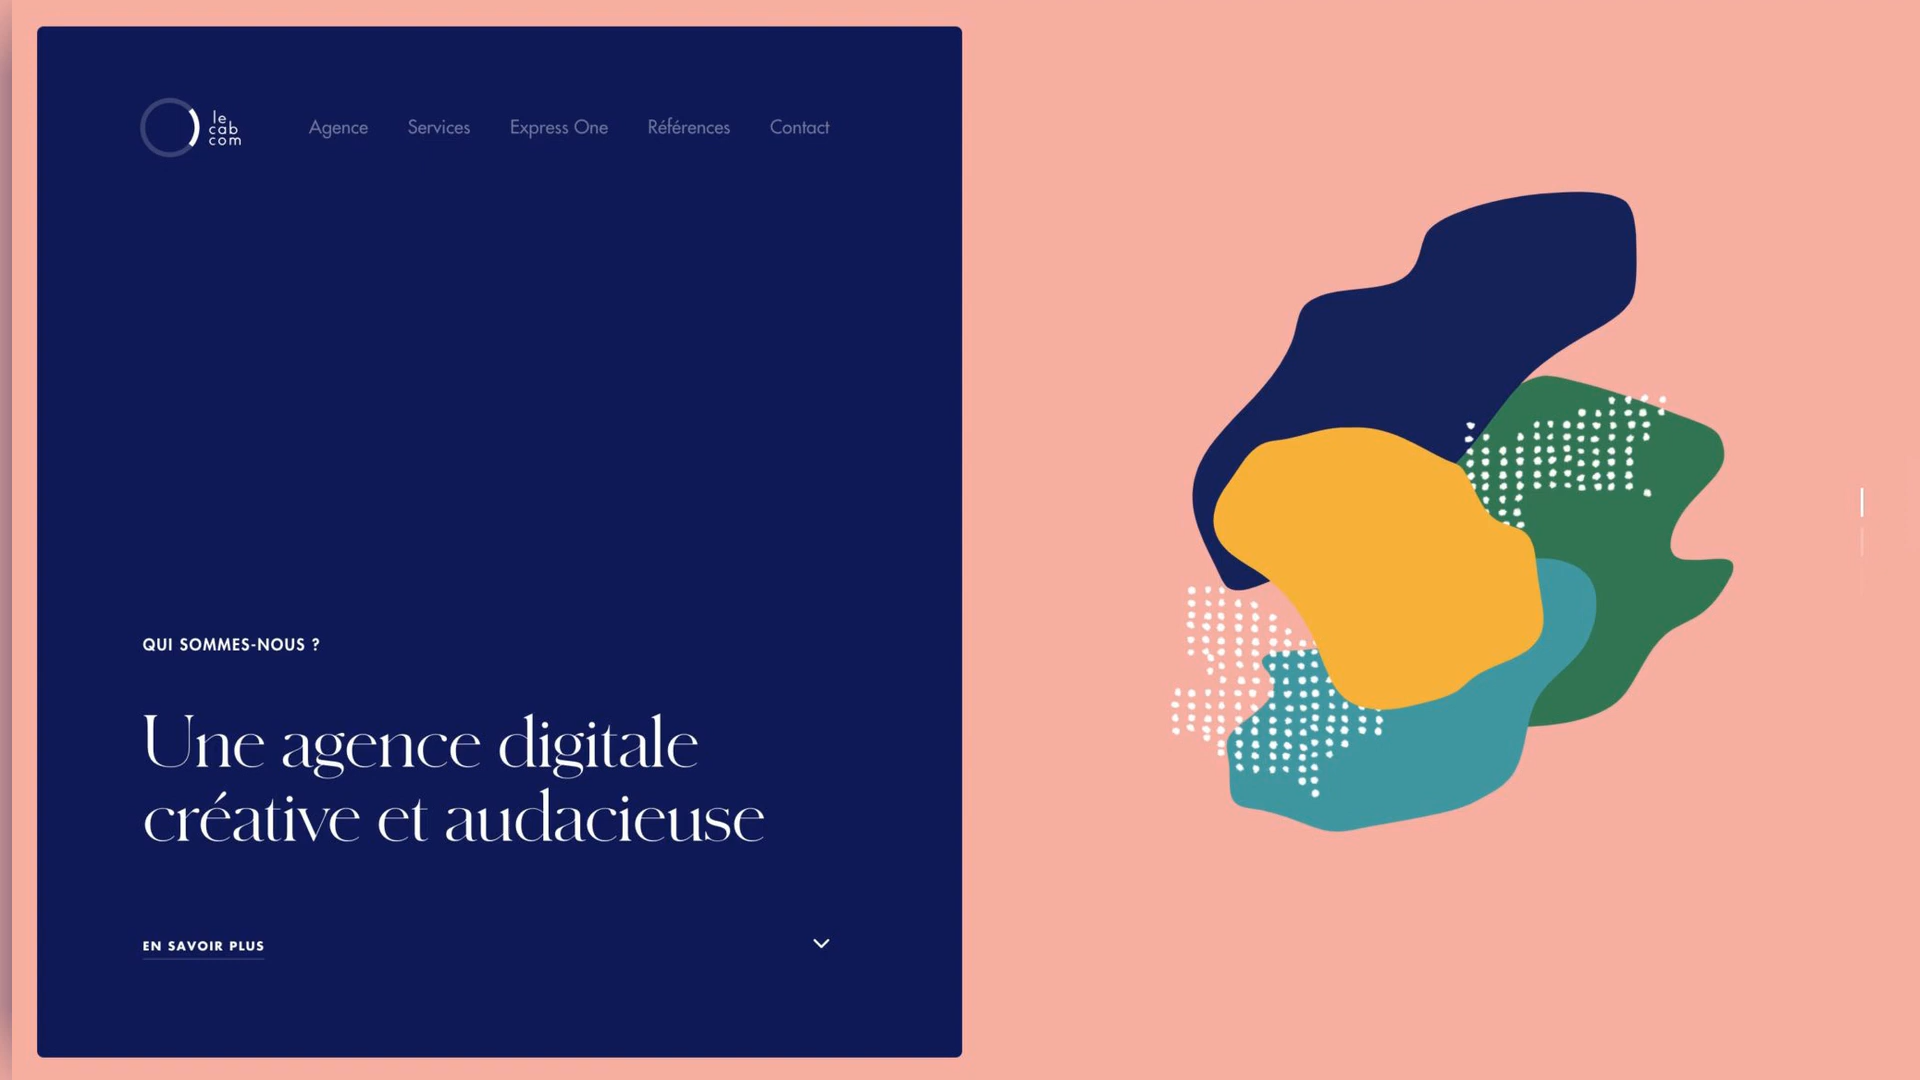 le
cab
com
Agence Services Express One Références Contact
QUI SOMMES-NOUS ?
Une agence digitale
créative et audacieuse
EN SAVOIR PLUS